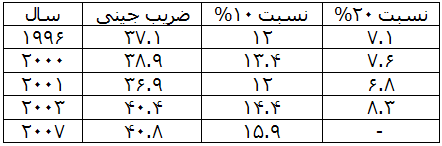 سال ضریب جینی نسبت ۱۰% نسبت ۲۰%
۱۹۹۶ ۳۷.۱ ۱۲ ۷.۱
۲۰۰۰ ۳۸.۹ ۱۳.۴ ۷.۶
۲۰۰۱ ۳۶.۹ ۱۲ ۶.۸
۲۰۰۳ ۴۰.۴ ۱۴.۴ ۸.۳
۲۰۰۷ ۴۰.۸ ۱۵.۹ -